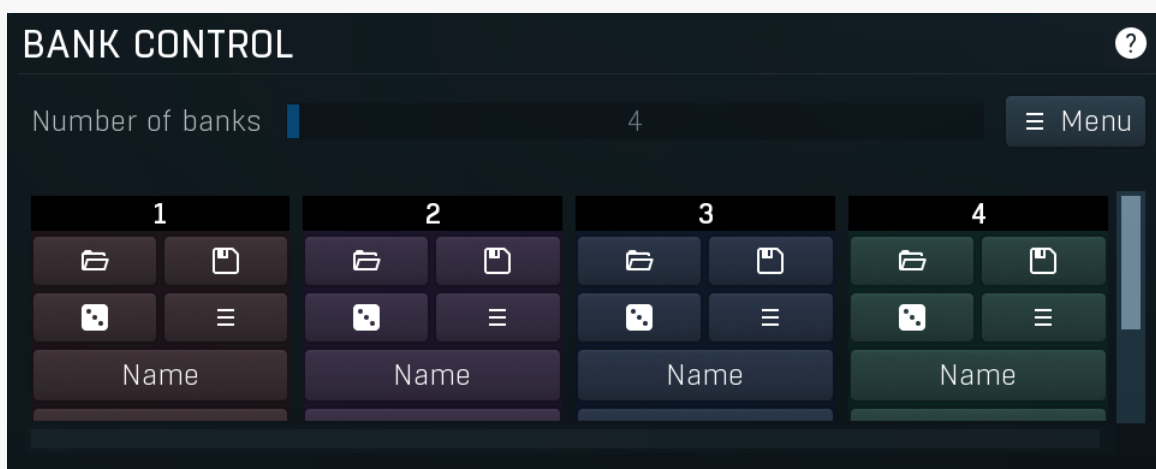 BANK CONTROL ?
Number of banks 4 Menu
1 2 3 4
Name Name Name Name